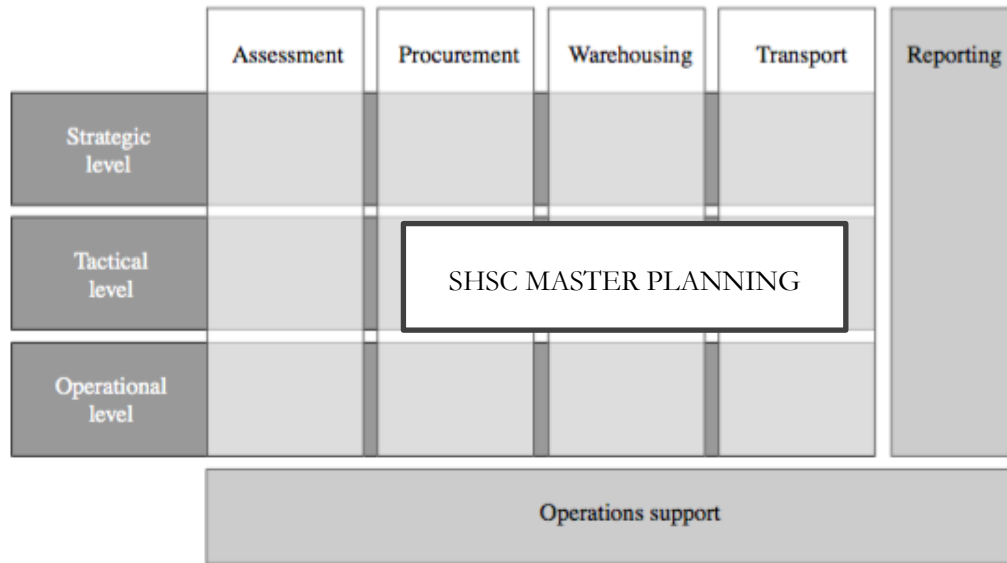 Assessment
Procurement
Warehousing
Transport
Reporting
Strategic
level
Tactical
level
SHSC MASTER PLANNING
Operational
level
Operations support